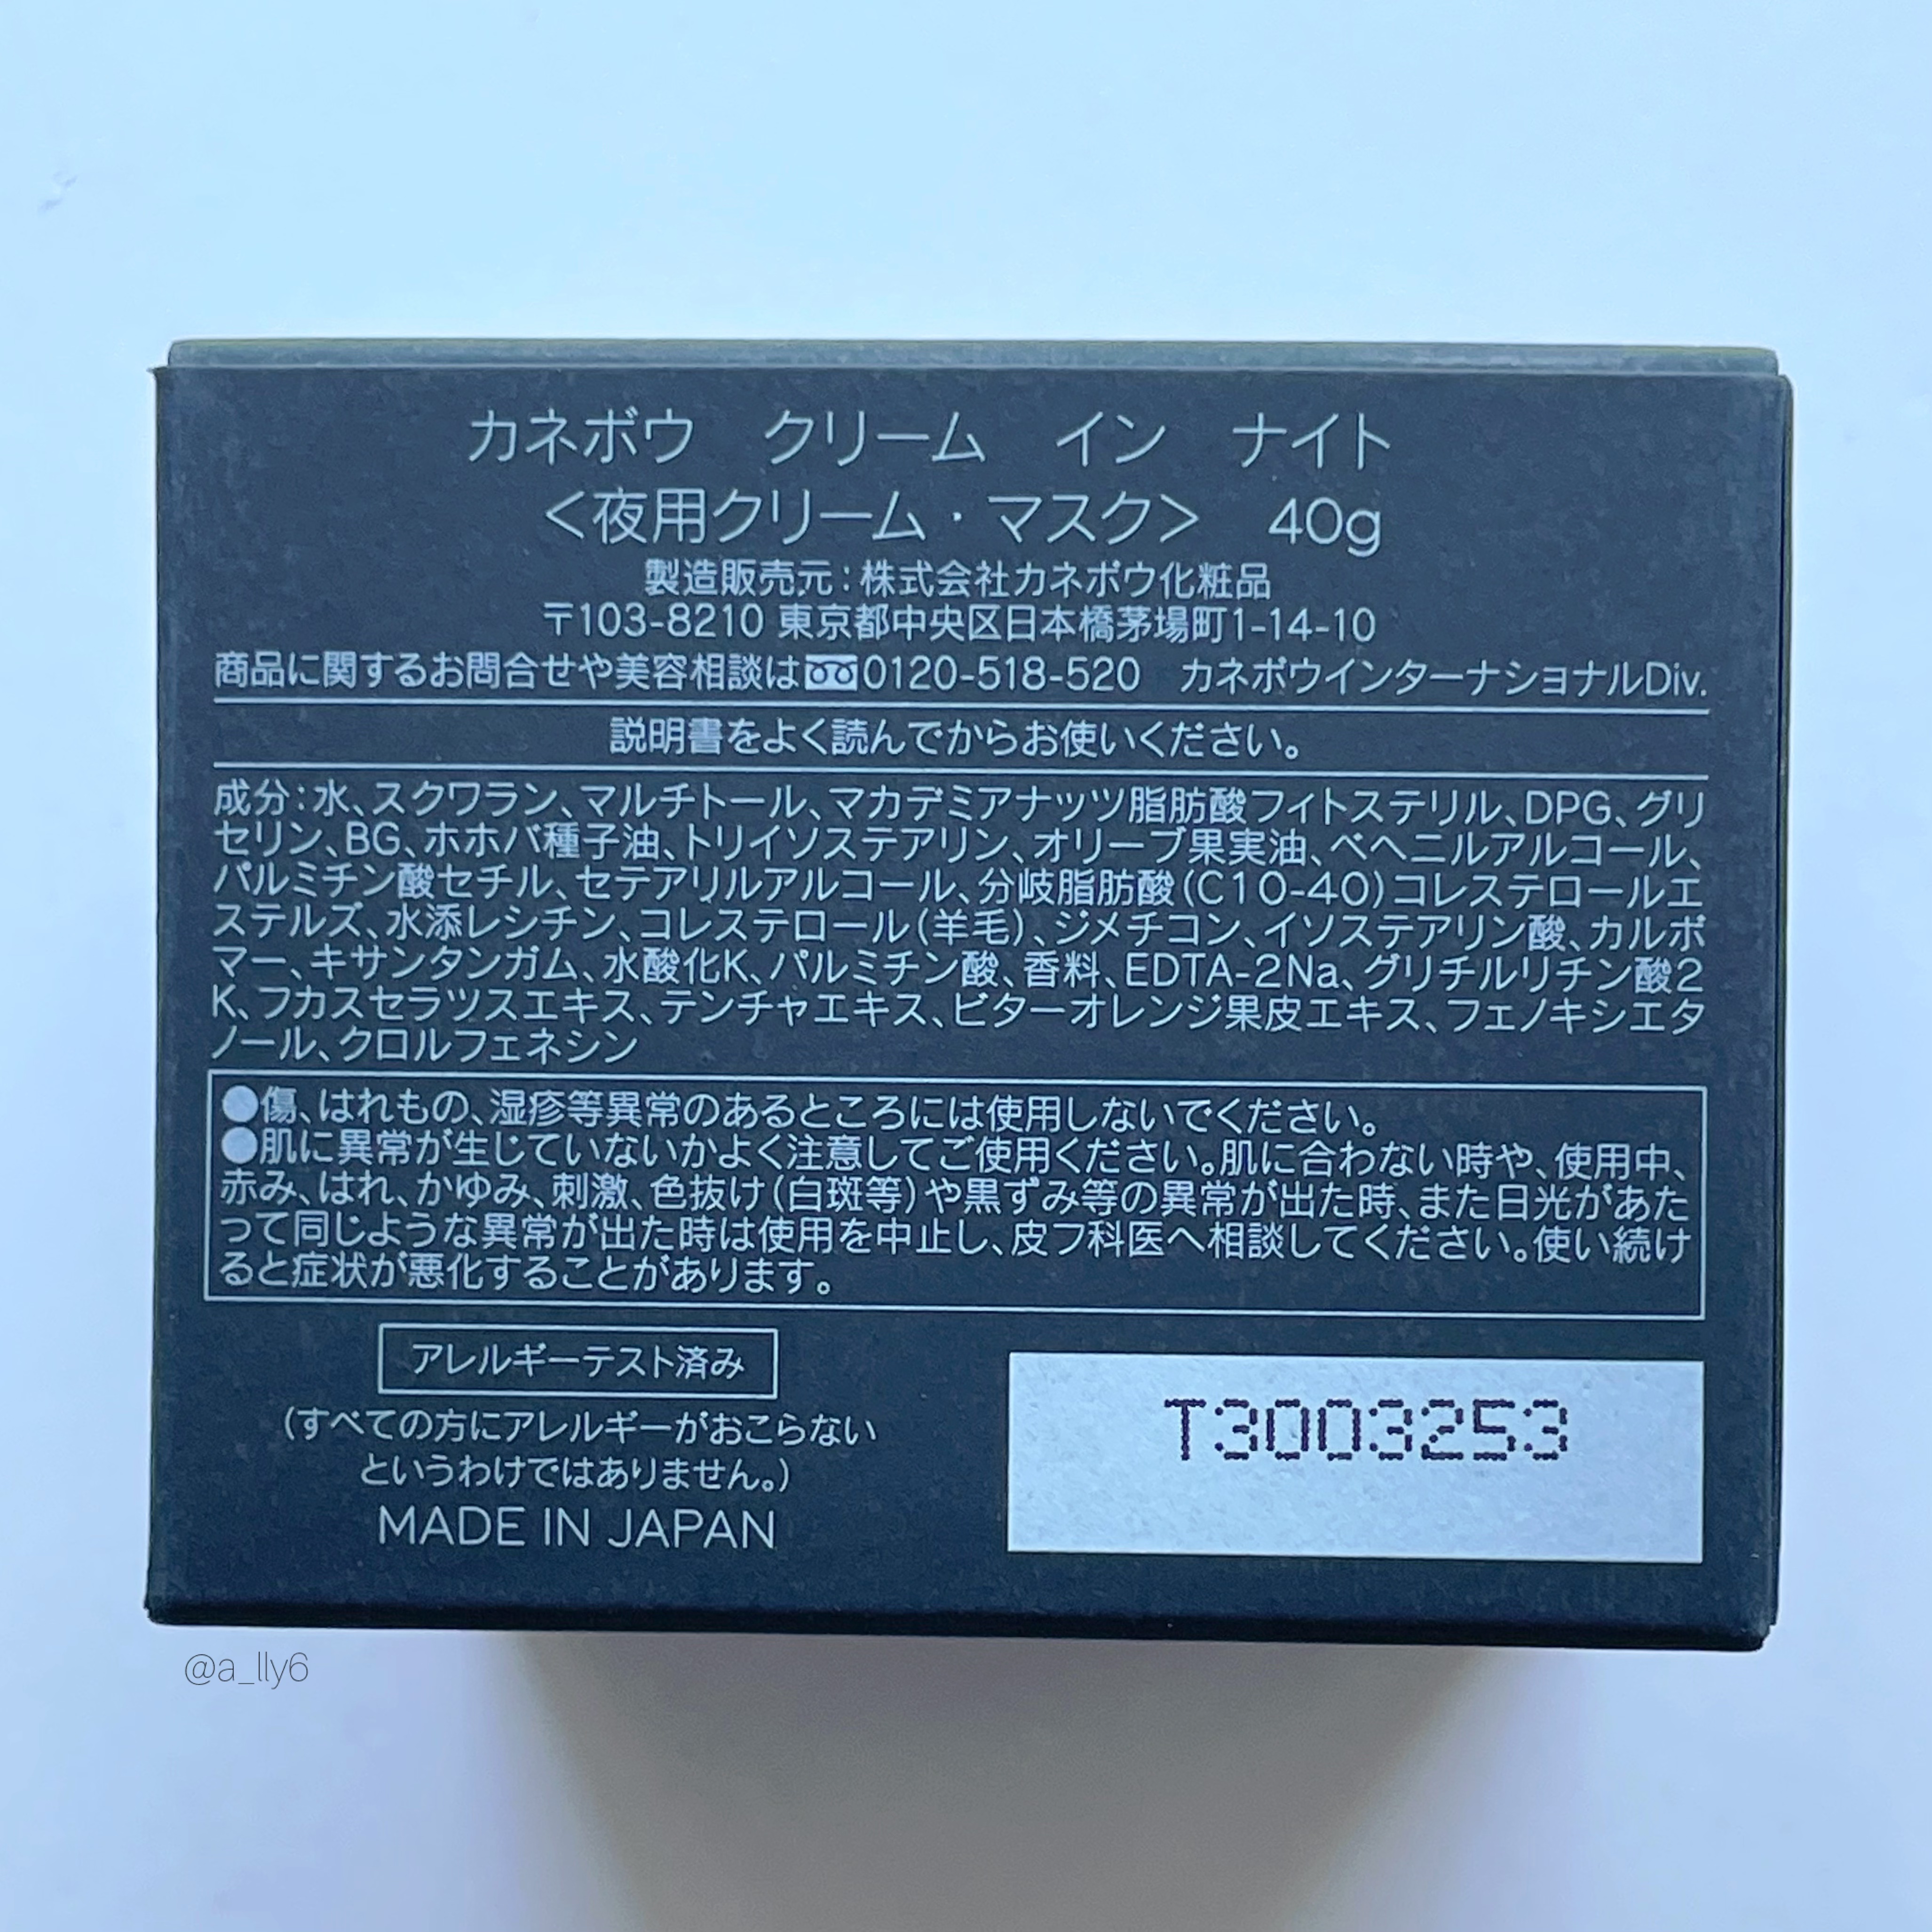 カネボウ クリーム イン ナイト
＜夜用クリーム・マスク＞ 40g
製造販売元：株式会社カネボウ化粧品
〒103-8210 東京都中央区日本橋茅場町1-14-10
商品に関するお問合せや美容相談は0120-518-520 カネボウインターナショナルDiv.
説明書をよく読んでからお使いください。
成分：水、スクワラン、マルチトール、マカデミアナッツ脂肪酸フィトステリル、DPG、グリ
セリン、BG、ホホバ種子油、トリイソステアリン、オリーブ果実油、ベヘニルアルコール、
パルミチン酸セチル、セテアリルアルコール、分岐脂肪酸（C10-40）コレステロールエ
ステルズ、水添レシチン、コレステロール（羊毛）、ジメチコン、イソステアリン酸、カルボ
マー、キサンタンガム、水酸化K、パルミチン酸、香料、EDTA-2Na、グリチルリチン酸2
K、フカスセラツスエキス、テンチャエキス、ビターオレンジ果皮エキス、フェノキシエタ
ノール、クロルフェネシン
●傷、はれもの、湿疹等異常のあるところには使用しないでください。
●肌に異常が生じていないかよく注意してご使用ください。肌に合わない時や、使用中、
赤み、はれ、かゆみ、刺激、色抜け（白斑等）や黒ずみ等の異常が出た時、また日光があた
って同じような異常が出た時は使用を中止し、皮フ科医へ相談してください。使い続け
ると症状が悪化することがあります。
アレルギーテスト済み
（すべての方にアレルギーがおこらない
というわけではありません。）
MADE IN JAPAN
T3003253
@a_lly6